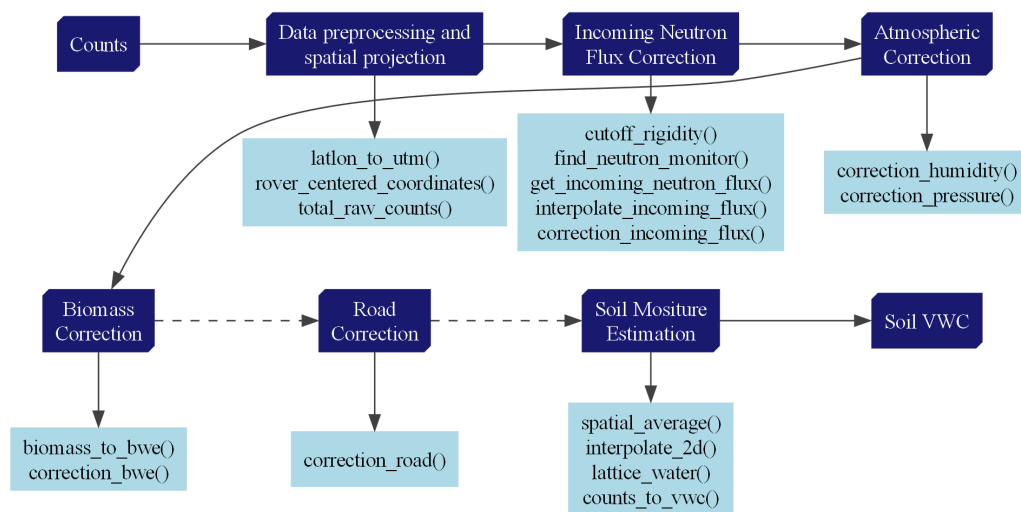 Counts
Data preprocessing and
spatial projection
Incoming Neutron
Flux Correction
Atmospheric
Correction
latlon_to_utm()
rover_centered_coordinates()
total_raw_counts()
cutoff_rigidity()
find_neutron_monitor()
get_incoming_neutron_flux()
interpolate_incoming_flux()
correction_incoming_flux()
correction_humidity()
correction_pressure()
Biomass
Correction
Road
Correction
Soil Mositure
Estimation
Soil VWC
biomass_to_bwe()
correction_bwe()
correction_road()
spatial_average()
interpolate_2d()
lattice_water()
counts_to_vwc()